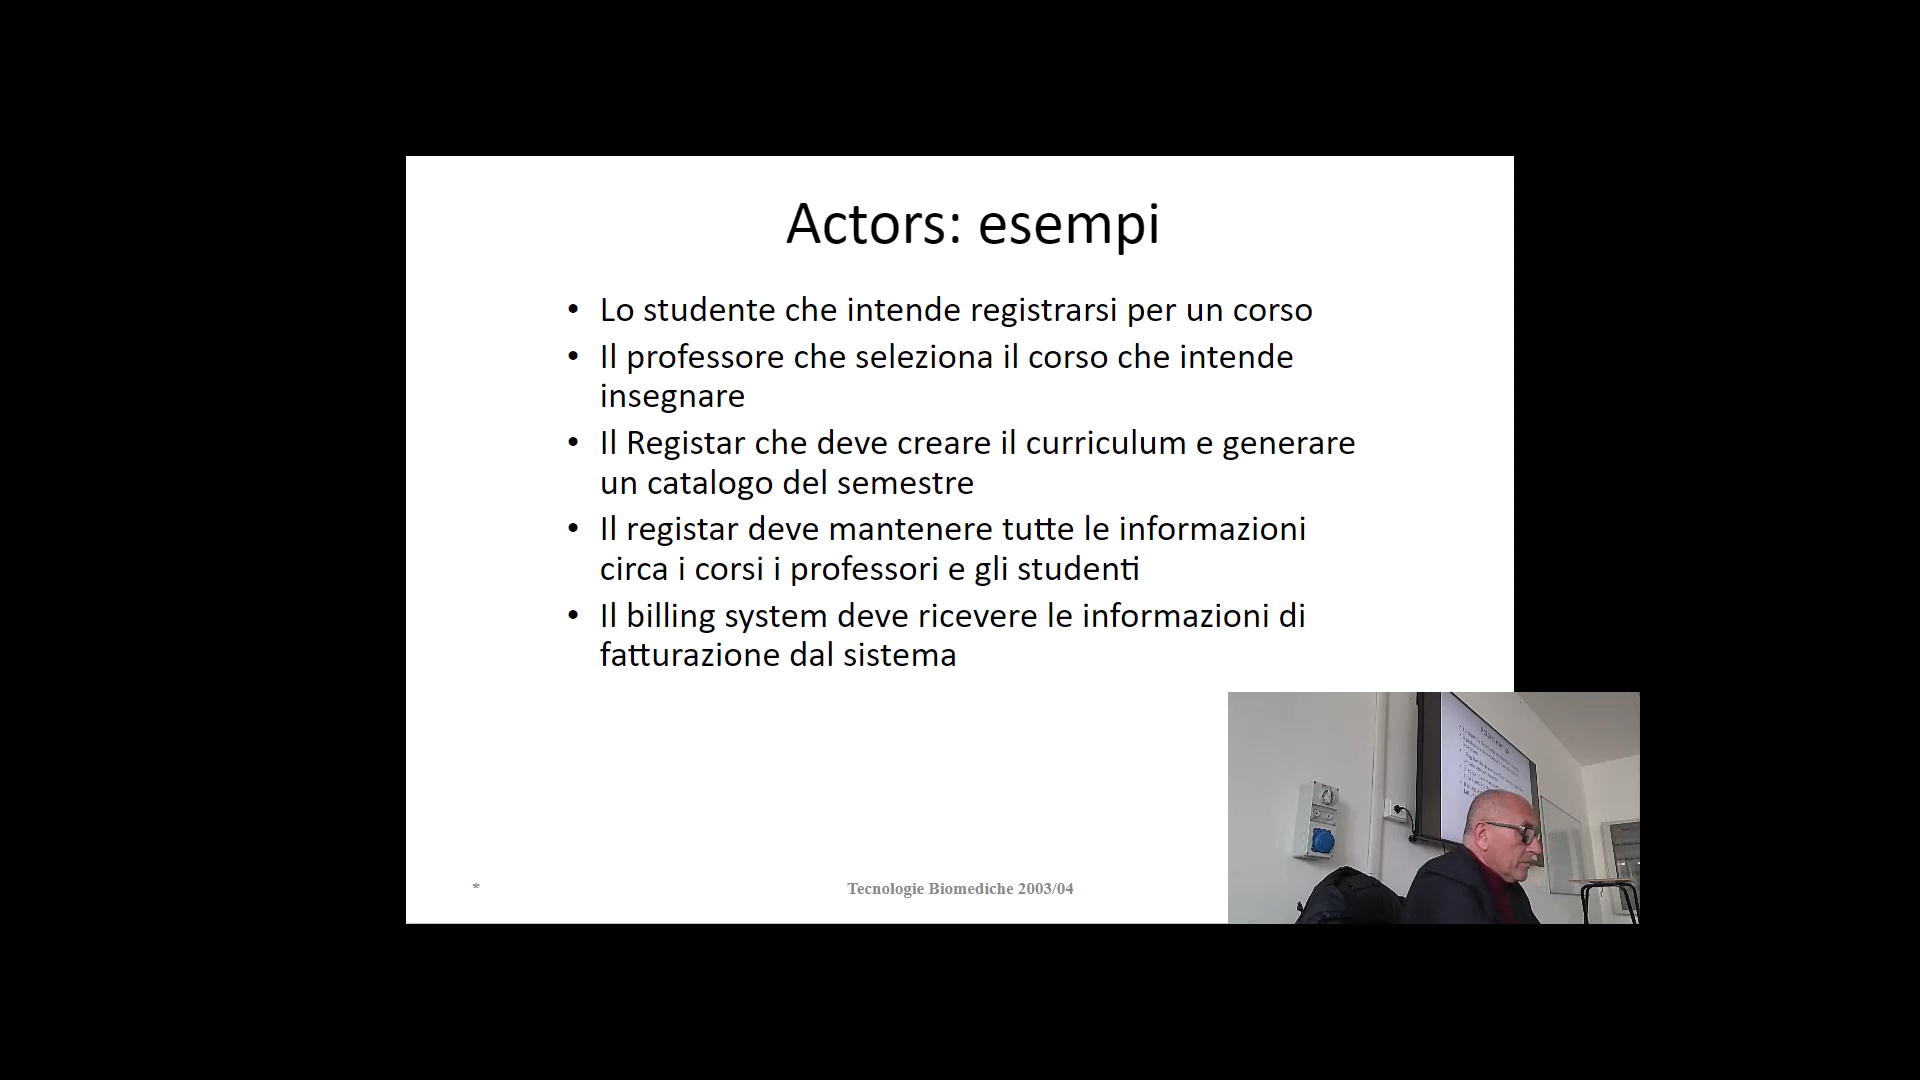 Actors: esempi
• Lo studente che intende registrarsi per un corso
• Il professore che seleziona il corso che intende
insegnare
• Il Registar che deve creare il curriculum e generare
un catalogo del semestre
• Il registar deve mantenere tutte le informazioni
circa i corsi i professori e gli studenti
• Il billing system deve ricevere le informazioni di
fatturazione dal sistema
*
Tecnologie Biomediche 2003/04